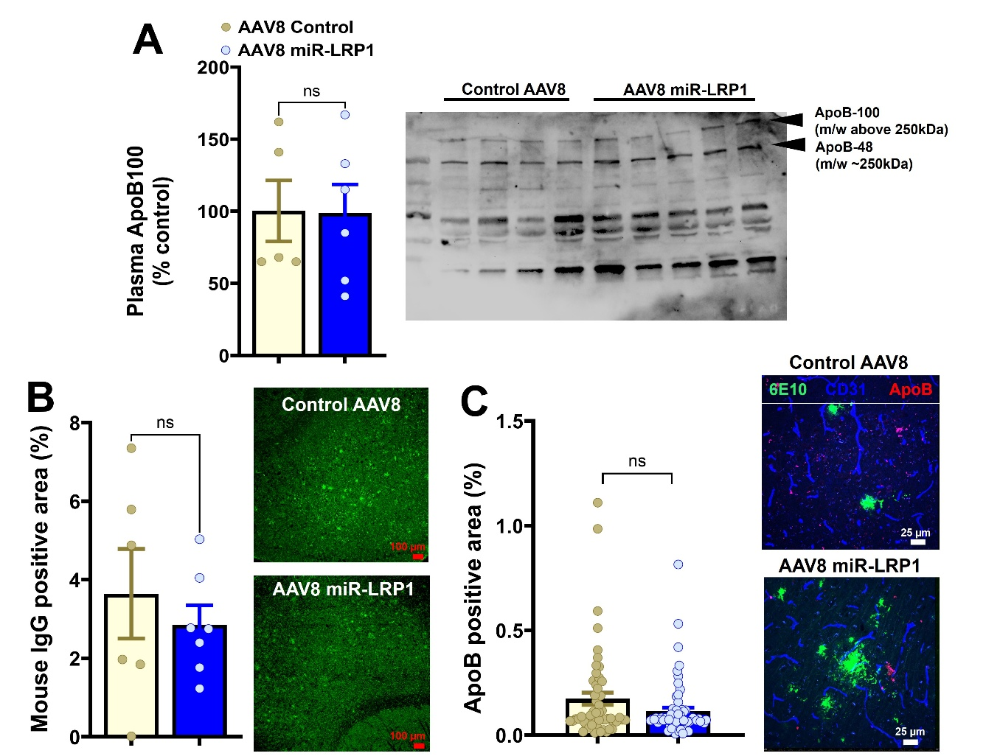 A
AAV8 Control
AAV8 miR-LRP1
200
150
100
50
0
Plasma ApoB100
(% control)
ns
Control AAV8
AAV8 miR-LRP1
ApoB-100
(m/w above 250kDa)
ApoB-48
(m/w ~250kDa)
B
8
6
4
2
0
Mouse IgG positive area (%)
ns
Control AAV8
100 µm
AAV8 miR-LRP1
100 µm
C
1.5
1.0
0.5
0.0
ApoB positive area (%)
ns
Control AAV8
6E10 CD31 ApoB
25 µm
AAV8 miR-LRP1
25 µm